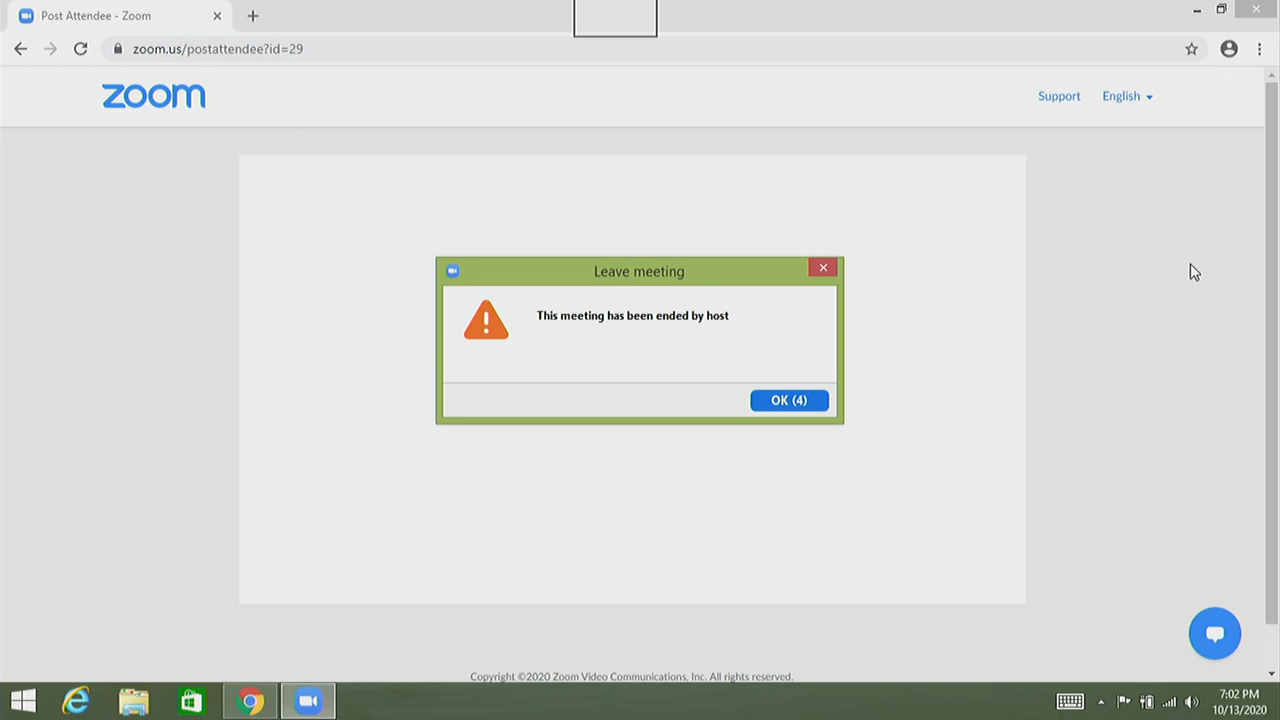 Post Attendee - Zoom
zoom.us/postattendee?id=29
zoom
Support English
Leave meeting
This meeting has been ended by host
OK (4)
Copyright ©2020 Zoom Video Communications, Inc. All rights reserved.
7:02 PM
10/13/2020